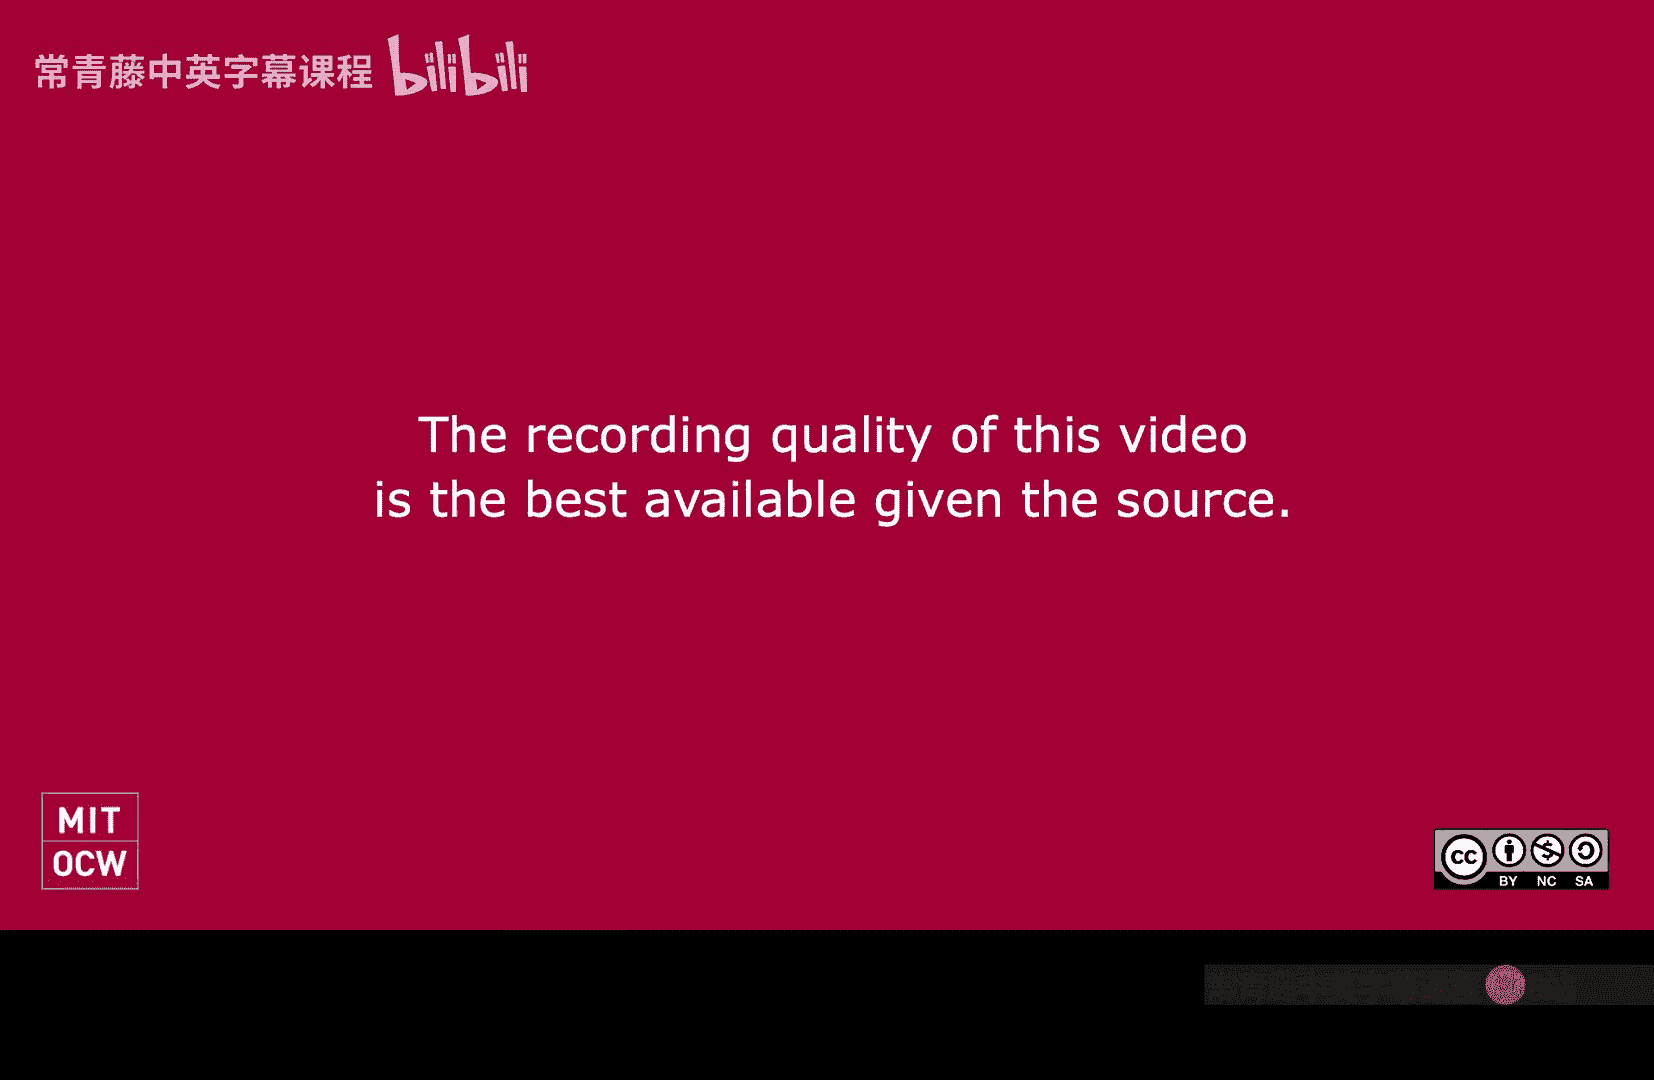 常青藤中英字幕课程 bilibili
The recording quality of this video
is the best available given the source.
MIT
OCW
cc
BY NC SA